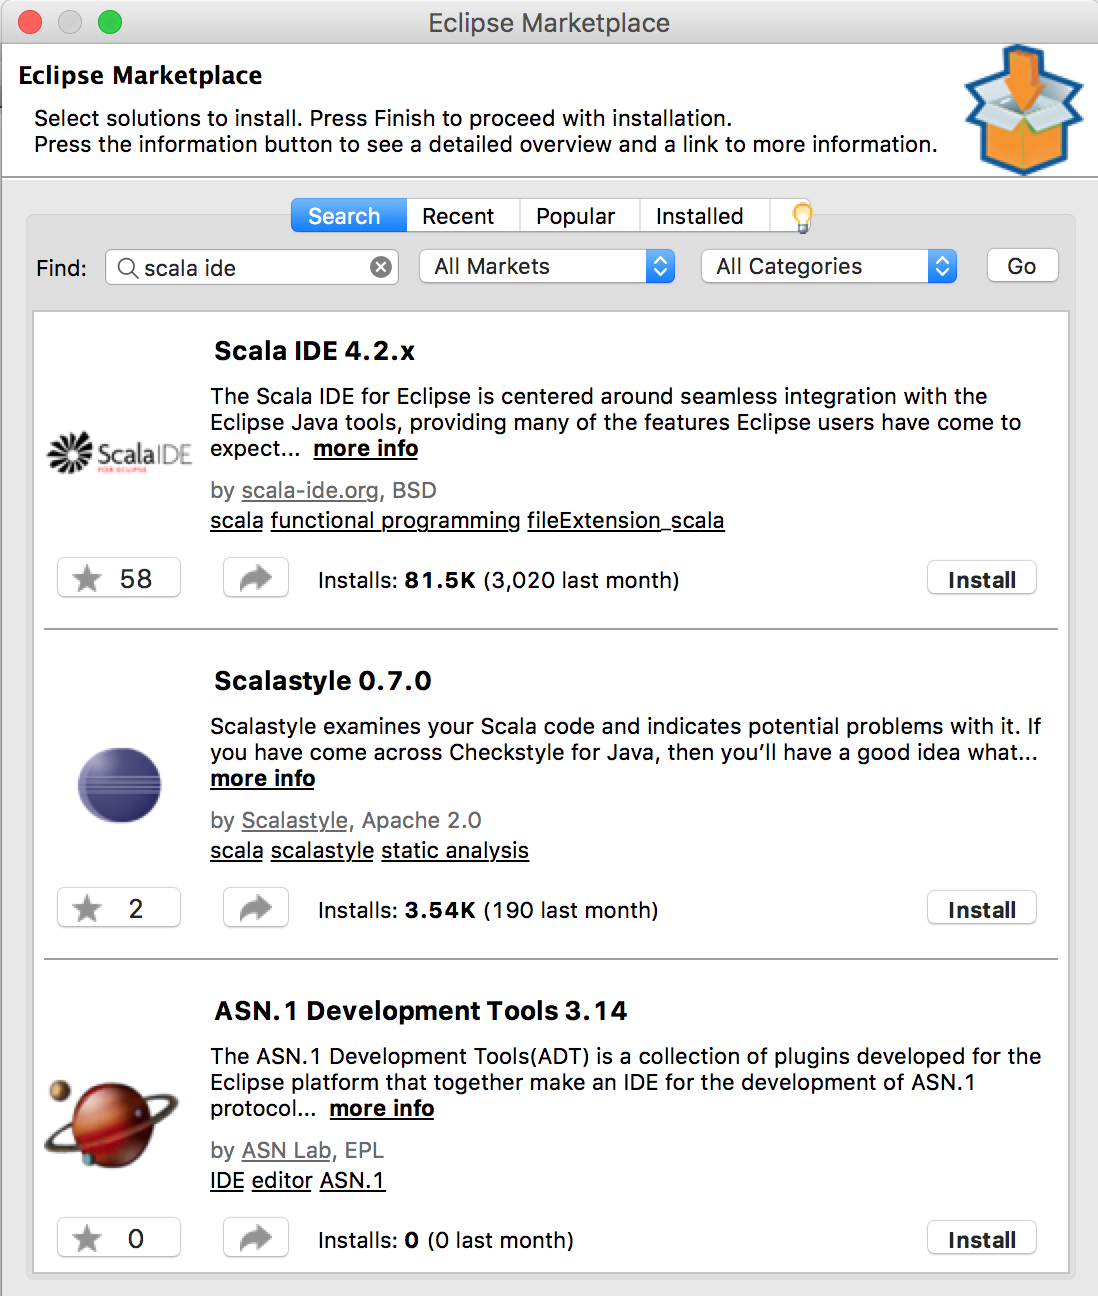 Eclipse Marketplace
Eclipse Marketplace
Select solutions to install. Press Finish to proceed with installation.
Press the information button to see a detailed overview and a link to more information.
Search Recent Popular Installed
Find: scala ide All Markets All Categories Go
Scala IDE 4.2.x
The Scala IDE for Eclipse is centered around seamless integration with the
Eclipse Java tools, providing many of the features Eclipse users have come to
expect... more info
ScalaIDE
FOR ECLIPSE
by scala-ide.org, BSD
scala functional programming fileExtension_scala
58 Installs: 81.5K (3,020 last month) Install
Scalastyle 0.7.0
Scalastyle examines your Scala code and indicates potential problems with it. If
you have come across Checkstyle for Java, then you’ll have a good idea what...
more info
by Scalastyle, Apache 2.0
scala scalastyle static analysis
2 Installs: 3.54K (190 last month) Install
ASN.1 Development Tools 3.14
The ASN.1 Development Tools(ADT) is a collection of plugins developed for the
Eclipse platform that together make an IDE for the development of ASN.1
protocol... more info
by ASN Lab, EPL
IDE editor ASN.1
0 Installs: 0 (0 last month) Install